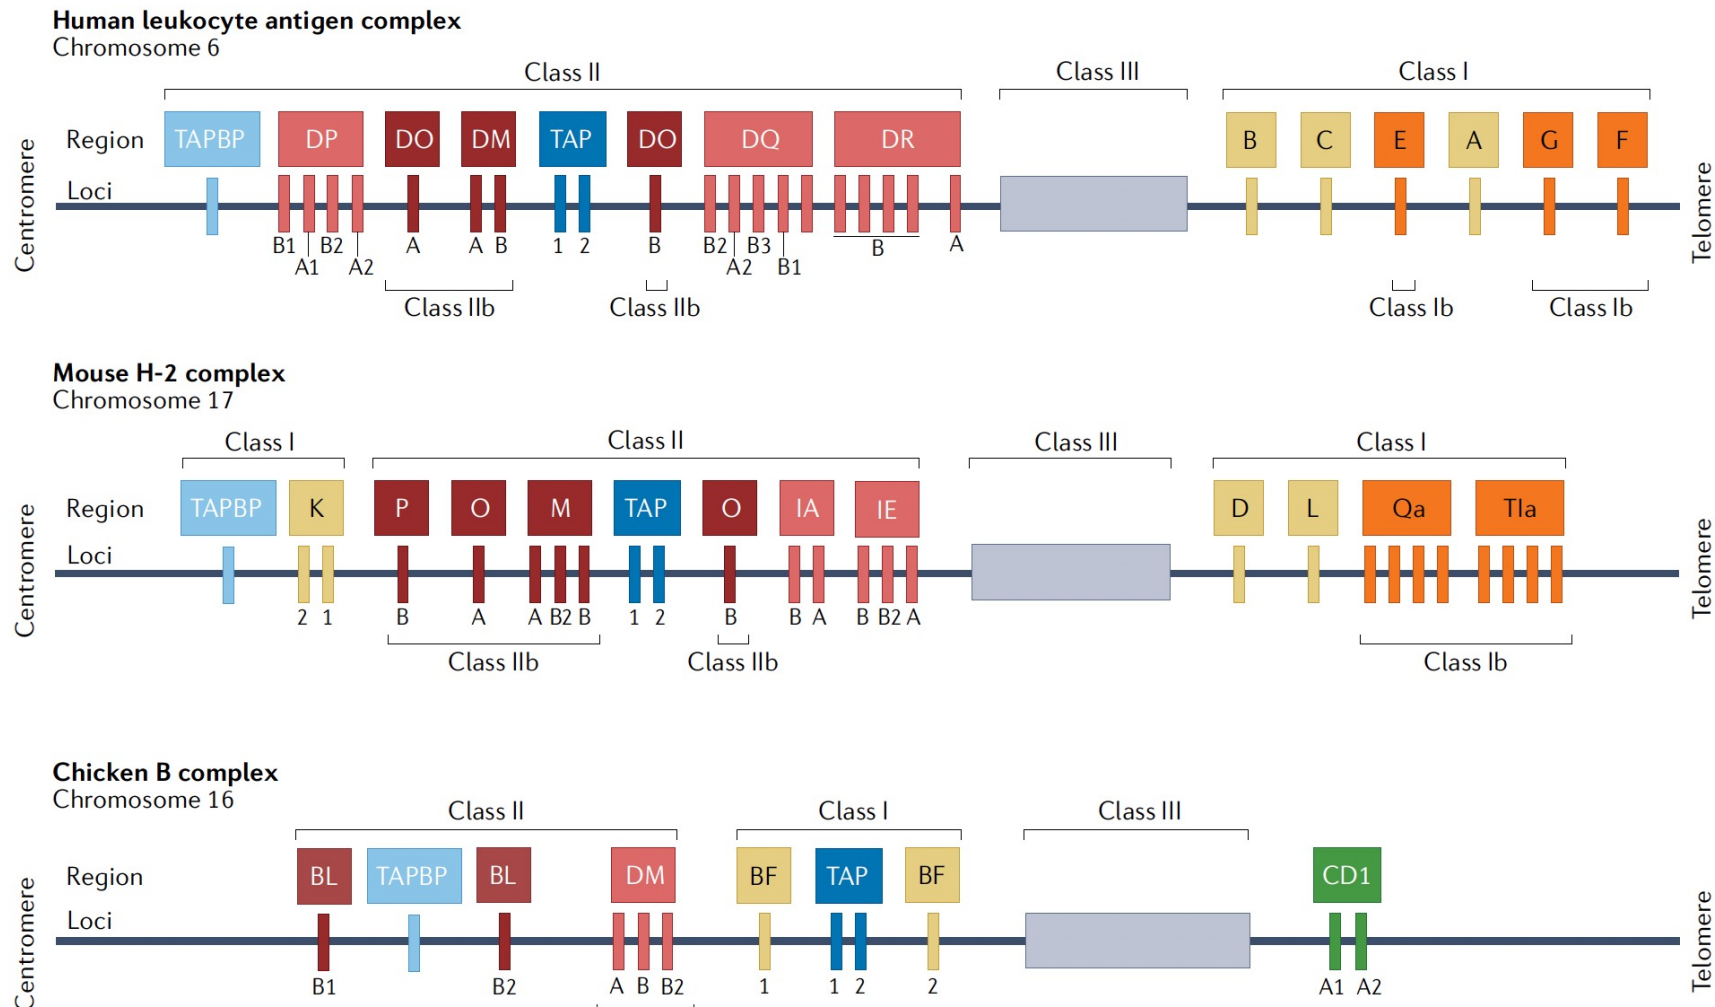 Human leukocyte antigen complex
Chromosome 6
Class II Class III Class I
Region TAPBP DP DO DM TAP DO DQ DR B C E A G F
Loci
B1 B2 A A B 1 2 B B2 B3 B A
A1 A2 A2 B1
Class IIb Class IIb Class Ib Class Ib
Centromere
Telomere
Mouse H-2 complex
Chromosome 17
Class I Class II Class III Class I
Region TAPBP K P O M TAP O IA IE D L Qa Tla
Loci
2 1 B A A B2 B 1 2 B B A B B2 A
Class IIb Class IIb Class Ib
Centromere
Telomere
Chicken B complex
Chromosome 16
Class II Class I Class III
Region BL TAPBP BL DM BF TAP BF CD1
Loci
B1 B2 A B B2 1 1 2 2 A1 A2
Centromere
Telomere